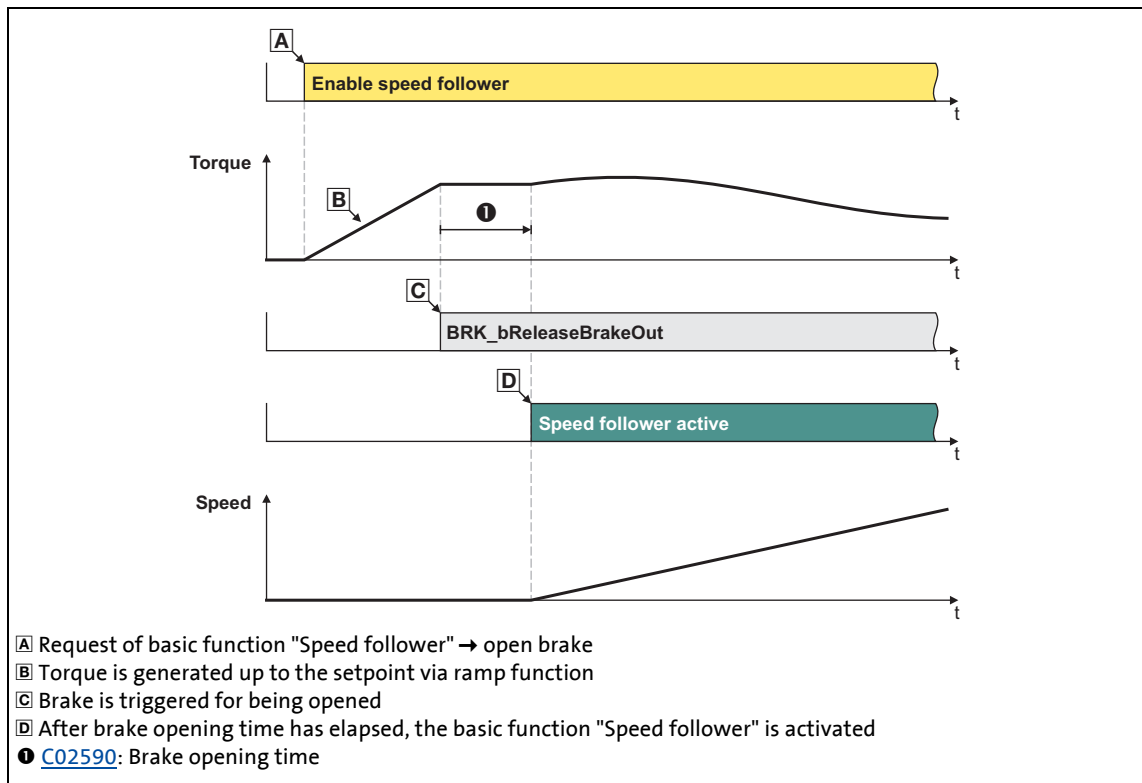 A
Enable speed follower
t
Torque
B
❶
t
C
BRK_bReleaseBrakeOut
t
D
Speed follower active
t
Speed
t
A Request of basic function "Speed follower" → open brake
B Torque is generated up to the setpoint via ramp function
C Brake is triggered for being opened
D After brake opening time has elapsed, the basic function "Speed follower" is activated
❶ C02590: Brake opening time